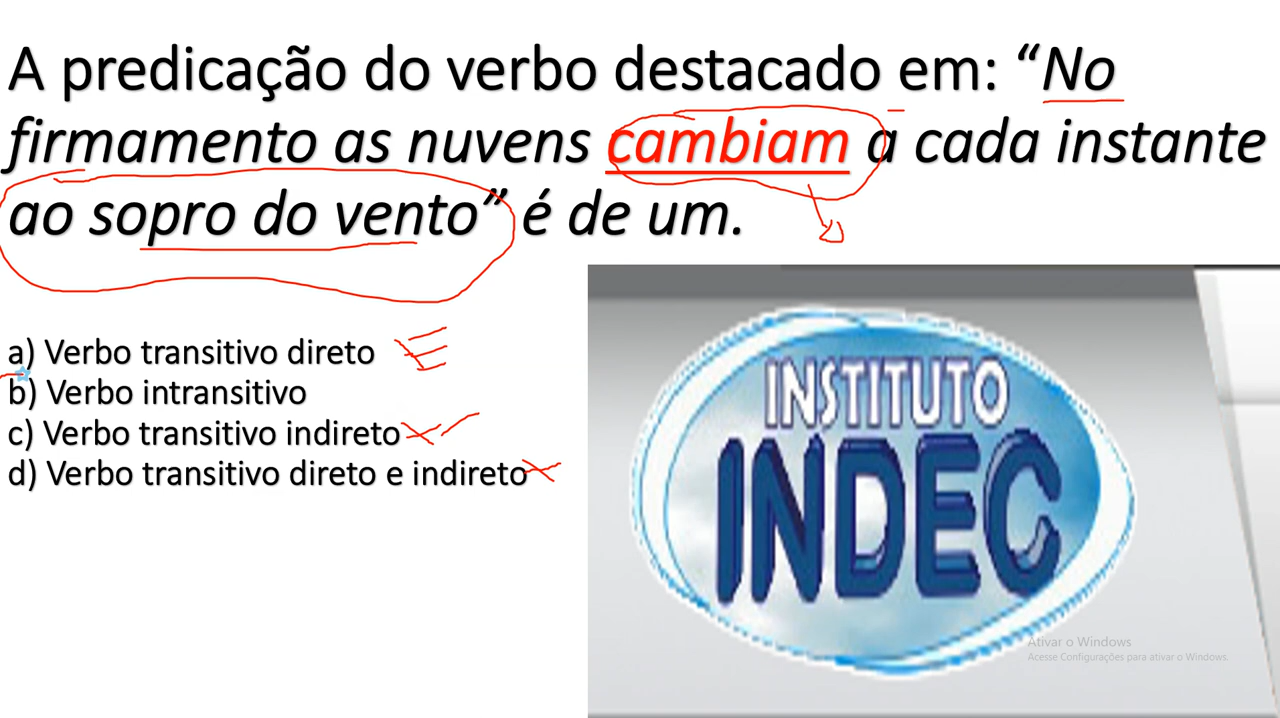 A predicação do verbo destacado em: “No
firmamento as nuvens cambiam a cada instante
ao sopro do vento” é de um.
a) Verbo transitivo direto
b) Verbo intransitivo
c) Verbo transitivo indireto
d) Verbo transitivo direto e indireto
INSTITUTO
INDEC
Ativar o Windows
Acesse Configurações para ativar o Windows.